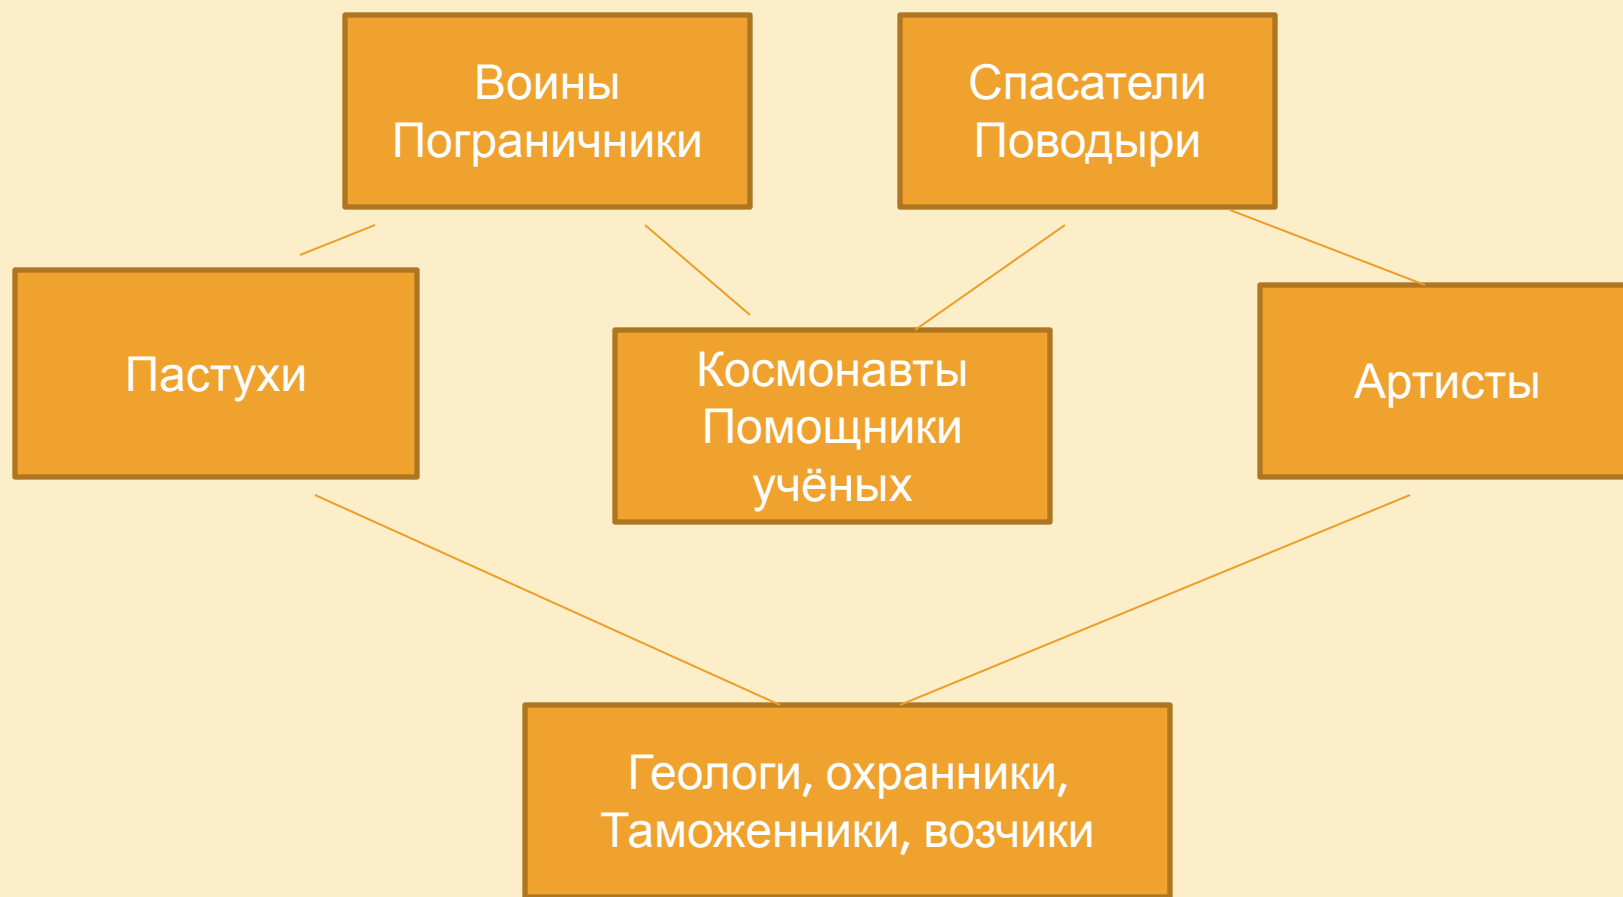 Воины
Пограничники
Спасатели
Поводыри
Пастухи
Космонавты
Помощники
учёных
Артисты
Геологи, охранники,
Таможенники, возчики